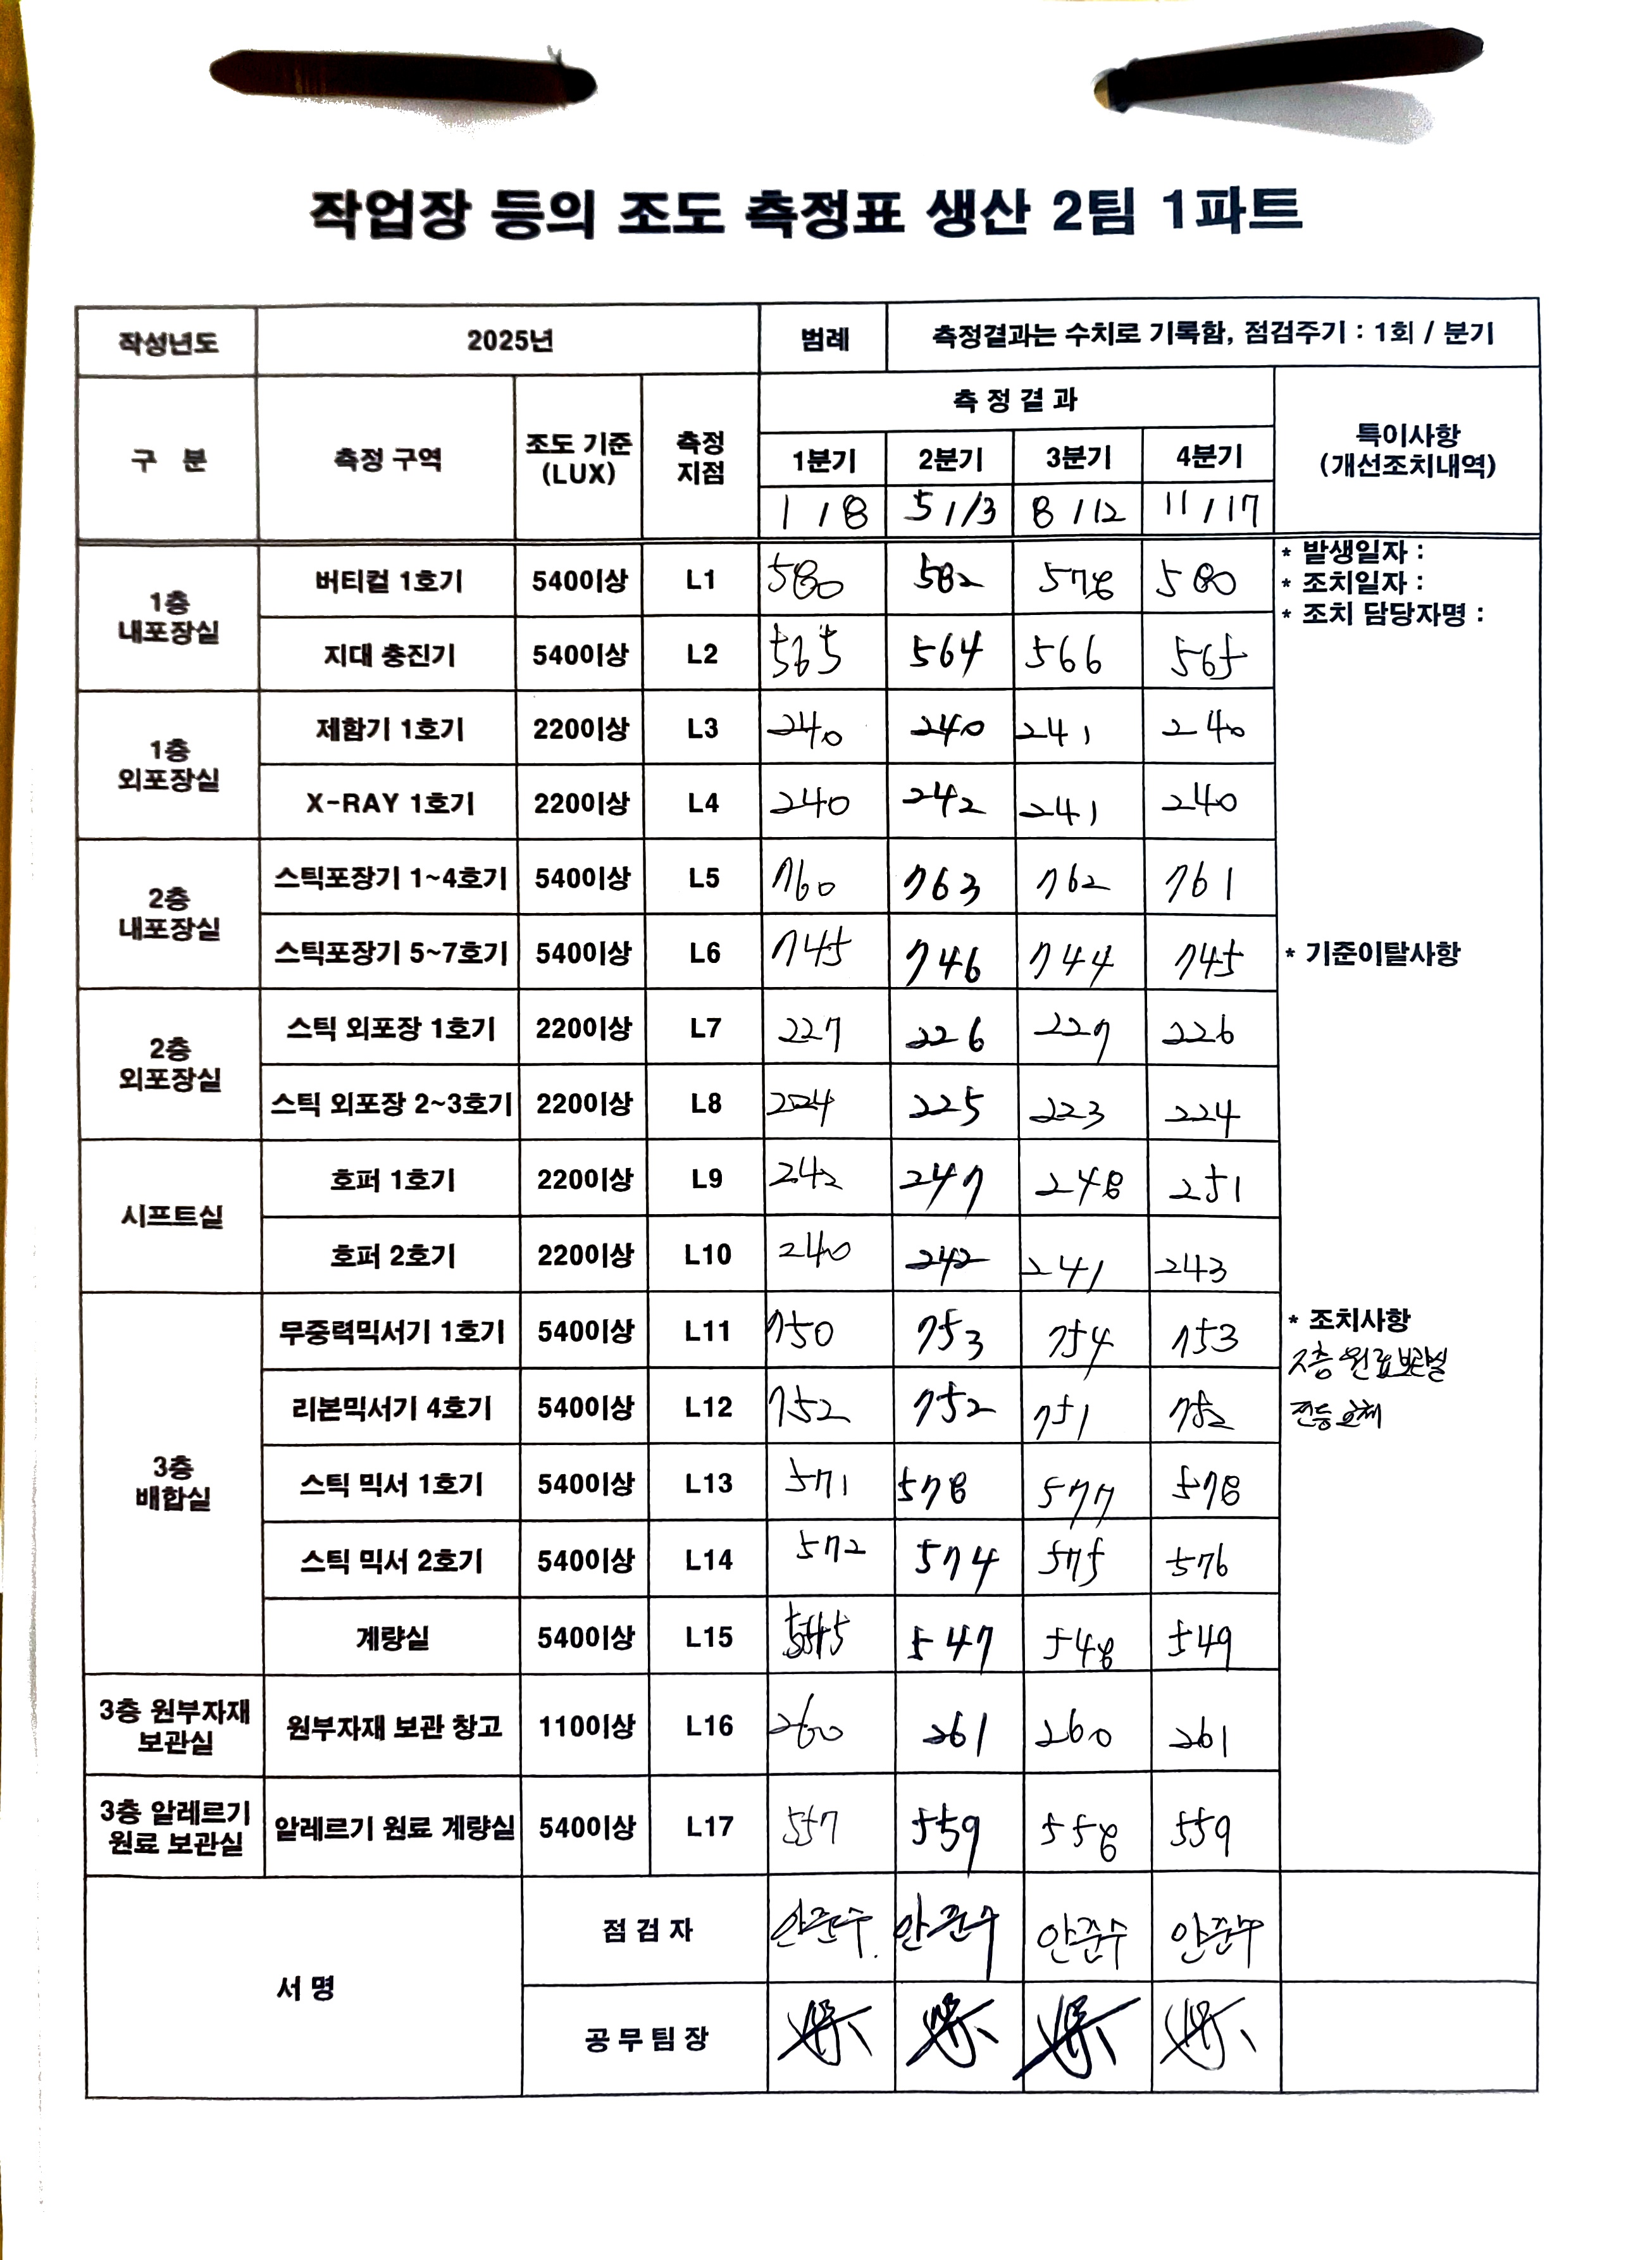 작업장 등의 조도 측정표 생산 2팀 1파트
작성년도 2025년 범례 측정결과는 수치로 기록함, 점검주기 : 1회 / 분기
구 분 측정 구역 조도 기준 (LUX) 측정 지점 측 정 결 과 특이사항 (개선조치내역)
1분기 2분기 3분기 4분기
1 / 8 5 / 13 8 / 12 11 / 17
1층 내포장실 버티컬 1호기 540이상 L1 580 582 578 580
* 발생일자 :
* 조치일자 :
* 조치 담당자명 :
지대 충진기 540이상 L2 565 564 566 565
1층 외포장실 제함기 1호기 220이상 L3 240 240 241 240
X-RAY 1호기 220이상 L4 240 242 241 240
2층 내포장실 스틱포장기 1~4호기 540이상 L5 760 763 762 761
스틱포장기 5~7호기 540이상 L6 745 746 744 745
* 기준이탈사항
2층 외포장실 스틱 외포장 1호기 220이상 L7 227 226 227 226
스틱 외포장 2~3호기 220이상 L8 224 225 223 224
시프트실 호퍼 1호기 220이상 L9 242 247 248 251
호퍼 2호기 220이상 L10 240 242 241 243
3층 배합실 무중력믹서기 1호기 540이상 L11 750 753 754 753
* 조치사항
2층 원료보관실
전등교체
리본믹서기 4호기 540이상 L12 752 752 751 752
스틱 믹서 1호기 540이상 L13 571 578 577 578
스틱 믹서 2호기 540이상 L14 572 574 575 576
계량실 540이상 L15 545 547 548 549
3층 원부자재 보관실 원부자재 보관 창고 110이상 L16 260 261 260 261
3층 알레르기 원료 보관실 알레르기 원료 계량실 540이상 L17 557 559 558 559
서 명 점 검 자 안준수 안준수 안준수 안준수
공 무 팀 장